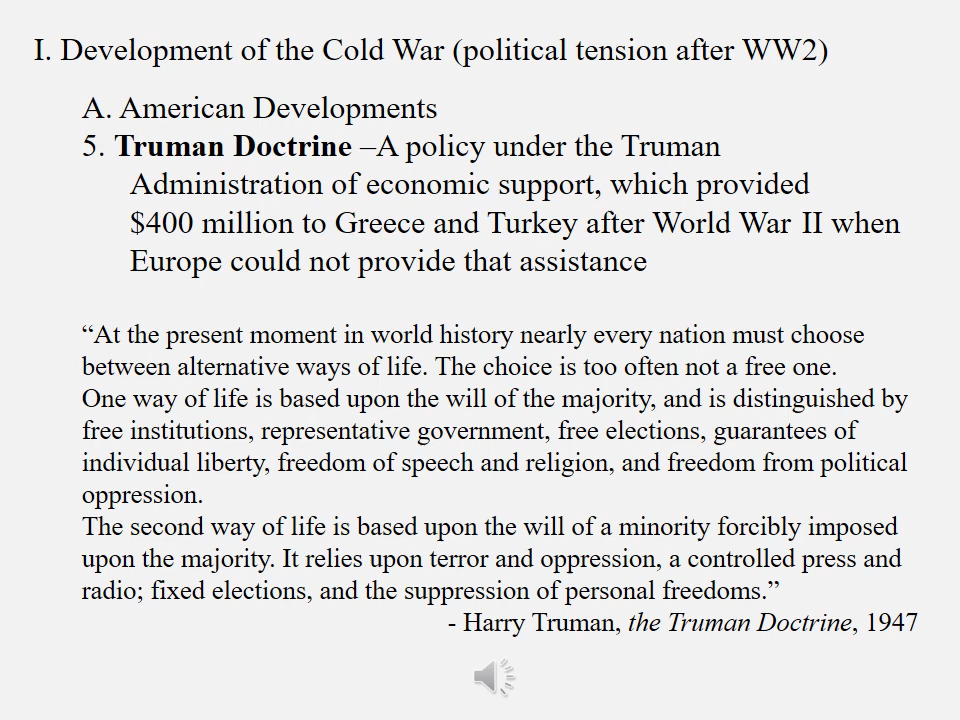 I. Development of the Cold War (political tension after WW2)
A. American Developments
5. Truman Doctrine –A policy under the Truman
Administration of economic support, which provided
$400 million to Greece and Turkey after World War II when
Europe could not provide that assistance
“At the present moment in world history nearly every nation must choose
between alternative ways of life. The choice is too often not a free one.
One way of life is based upon the will of the majority, and is distinguished by
free institutions, representative government, free elections, guarantees of
individual liberty, freedom of speech and religion, and freedom from political
oppression.
The second way of life is based upon the will of a minority forcibly imposed
upon the majority. It relies upon terror and oppression, a controlled press and
radio; fixed elections, and the suppression of personal freedoms.”
- Harry Truman, the Truman Doctrine, 1947